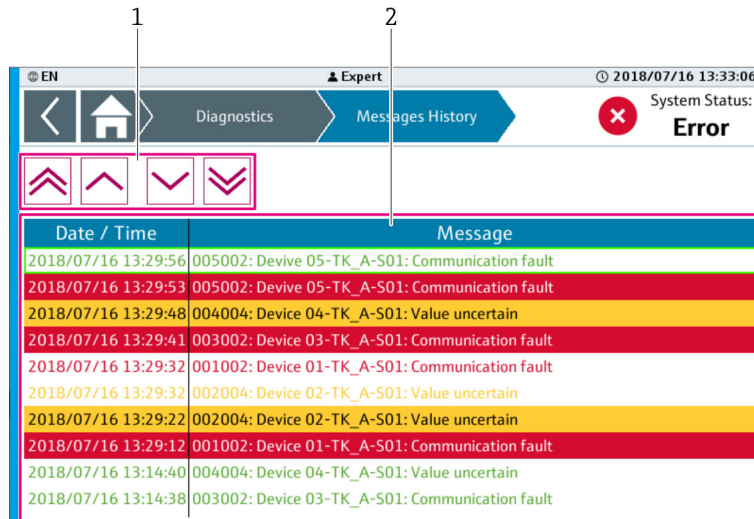 1 2
EN Expert 2018/07/16 13:33:06
Diagnostics Messages History System Status:
Error
Date / Time Message
2018/07/16 13:29:56 005002: Devive 05-TK_A-S01: Communication fault
2018/07/16 13:29:53 005002: Devive 05-TK_A-S01: Communication fault
2018/07/16 13:29:48 004004: Device 04-TK_A-S01: Value uncertain
2018/07/16 13:29:41 003002: Device 03-TK_A-S01: Communication fault
2018/07/16 13:29:32 001002: Device 01-TK_A-S01: Communication fault
2018/07/16 13:29:32 002004: Device 02-TK_A-S01: Value uncertain
2018/07/16 13:29:22 002004: Device 02-TK_A-S01: Value uncertain
2018/07/16 13:29:12 001002: Device 01-TK_A-S01: Communication fault
2018/07/16 13:14:40 004004: Device 04-TK_A-S01: Value uncertain
2018/07/16 13:14:38 003002: Device 03-TK_A-S01: Communication fault